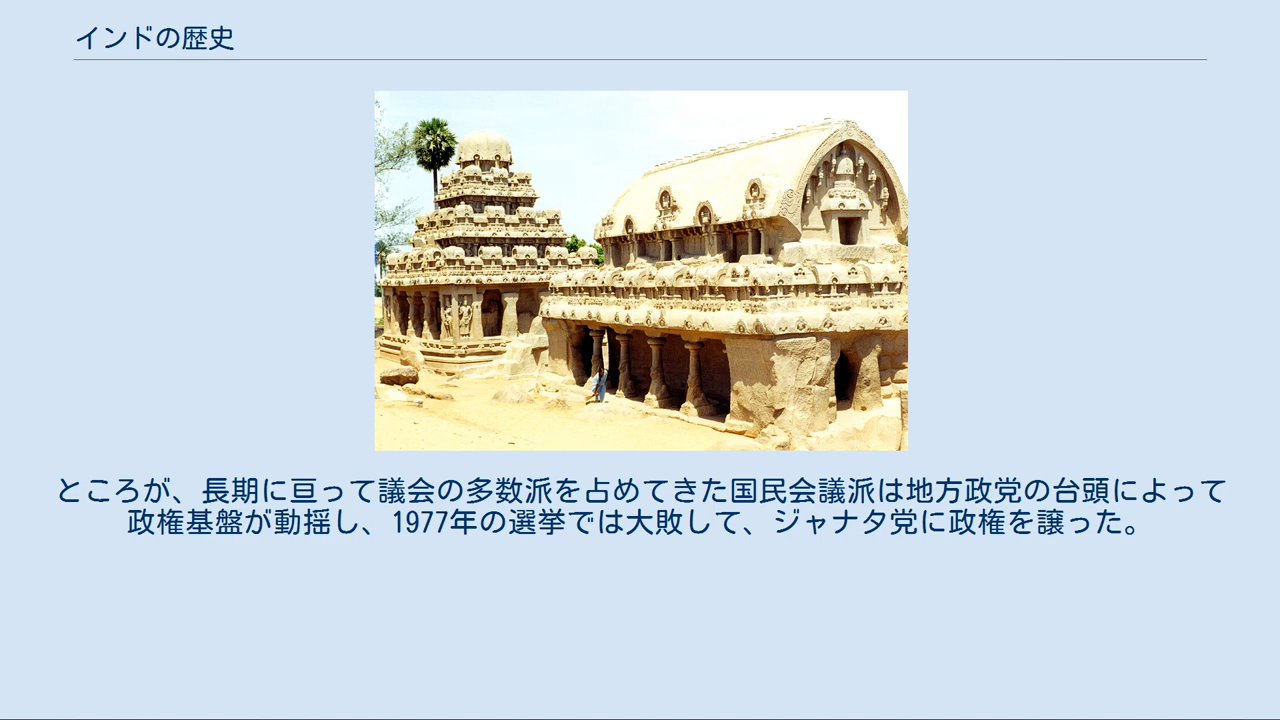 インドの歴史
ところが、長期に亘って議会の多数派を占めてきた国民会議派は地方政党の台頭によって
政権基盤が動揺し、1977年の選挙では大敗して、ジャナタ党に政権を譲った。